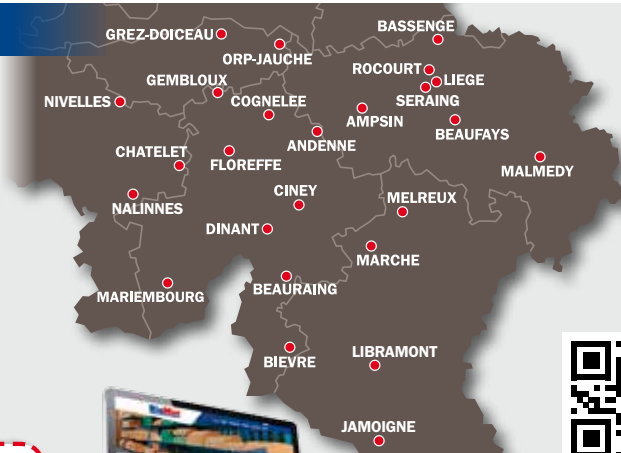 BASSENGE
GREZ-DOICEAU
ORP-JAUCHE
ROCOURT
LIEGE
GEMBLOUX
SERAING
NIVELLES
COGNELEE
AMPSIN
BEAUFAYS
ANDENNE
CHATELET
FLOREFFE
MALMEDY
CINEY
MELREUX
NALINNES
DINANT
MARCHE
BEAURAING
MARIEMBOURG
BIEVRE
LIBRAMONT
JAMOIGNE